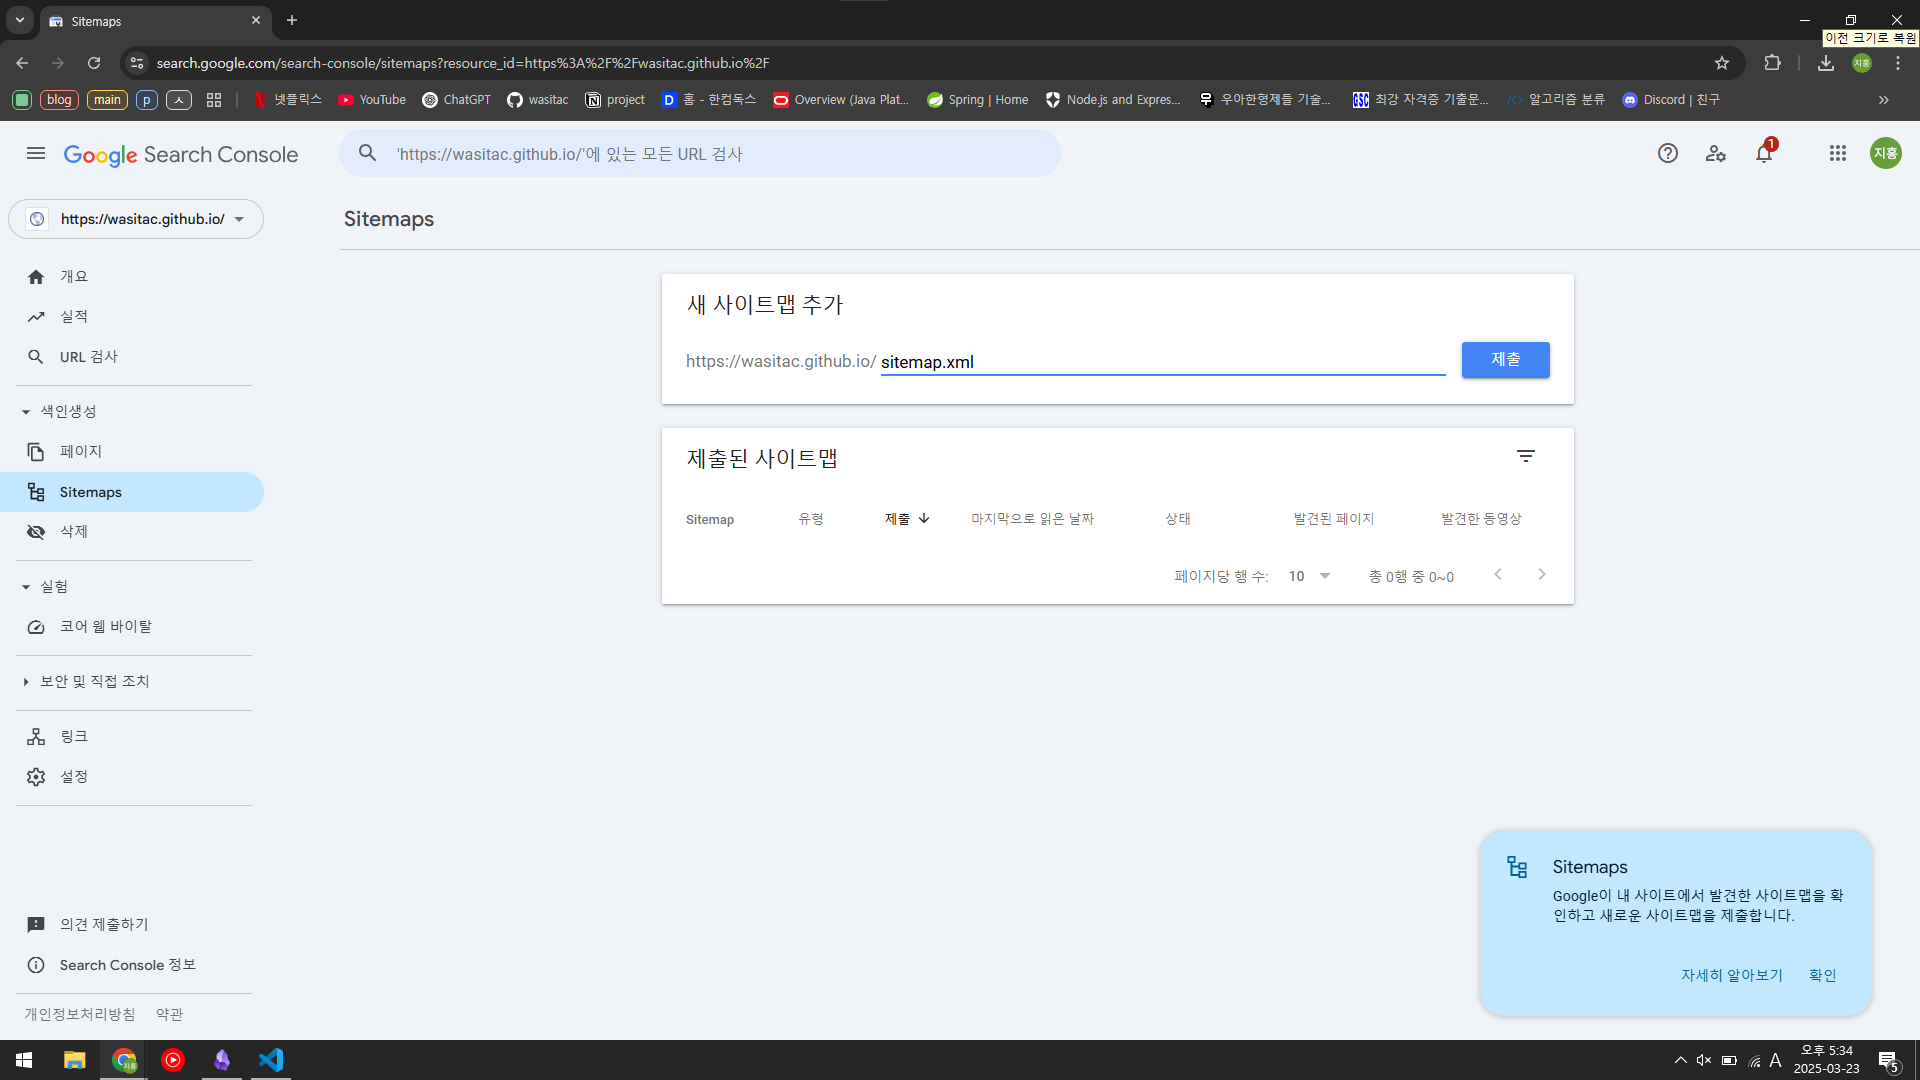 Sitemaps
이전 크기로 복원
search.google.com/search-console/sitemaps?resource_id=https%3A%2F%2Fwasitac.github.io%2F
지홍
blog
main
p
ㅅ
넷플릭스
YouTube
ChatGPT
wasitac
project
홈 - 한컴독스
Overview (Java Plat...
Spring | Home
Node.js and Expres...
우아한형제들 기술...
최강 자격증 기출문...
알고리즘 분류
Discord | 친구
Google Search Console
'https://wasitac.github.io/'에 있는 모든 URL 검사
1
지홍
https://wasitac.github.io/
Sitemaps
개요
실적
URL 검사
색인생성
페이지
Sitemaps
삭제
실험
코어 웹 바이탈
보안 및 직접 조치
링크
설정
의견 제출하기
Search Console 정보
개인정보처리방침 약관
새 사이트맵 추가
https://wasitac.github.io/ sitemap.xml
제출
제출된 사이트맵
Sitemap 유형 제출 마지막으로 읽은 날짜 상태 발견된 페이지 발견한 동영상
페이지당 행 수: 10 총 0행 중 0~0
Sitemaps
Google이 내 사이트에서 발견한 사이트맵을 확
인하고 새로운 사이트맵을 제출합니다.
자세히 알아보기 확인
지홍
A
오후 5:34
2025-03-23
5